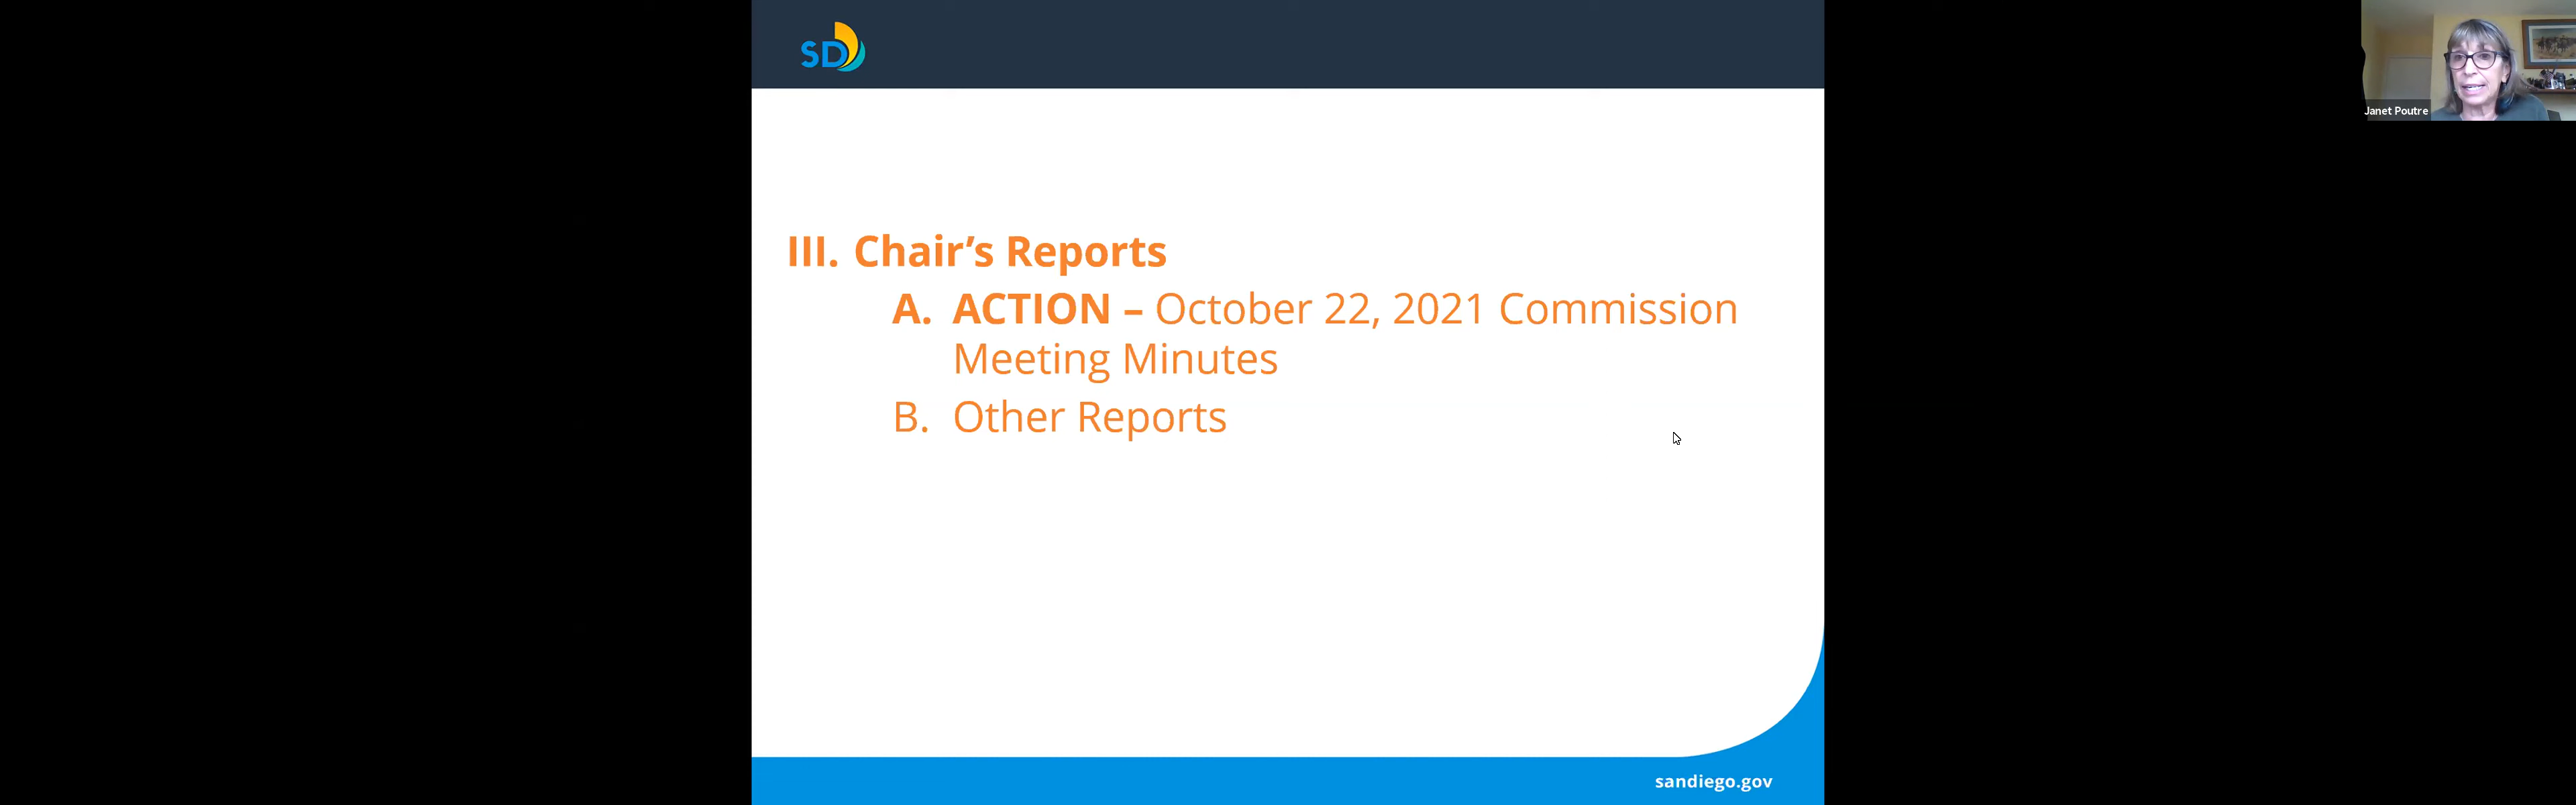 SD
Janet Poutre
III. Chair’s Reports
A. ACTION – October 22, 2021 Commission
Meeting Minutes
B. Other Reports
sandiego.gov